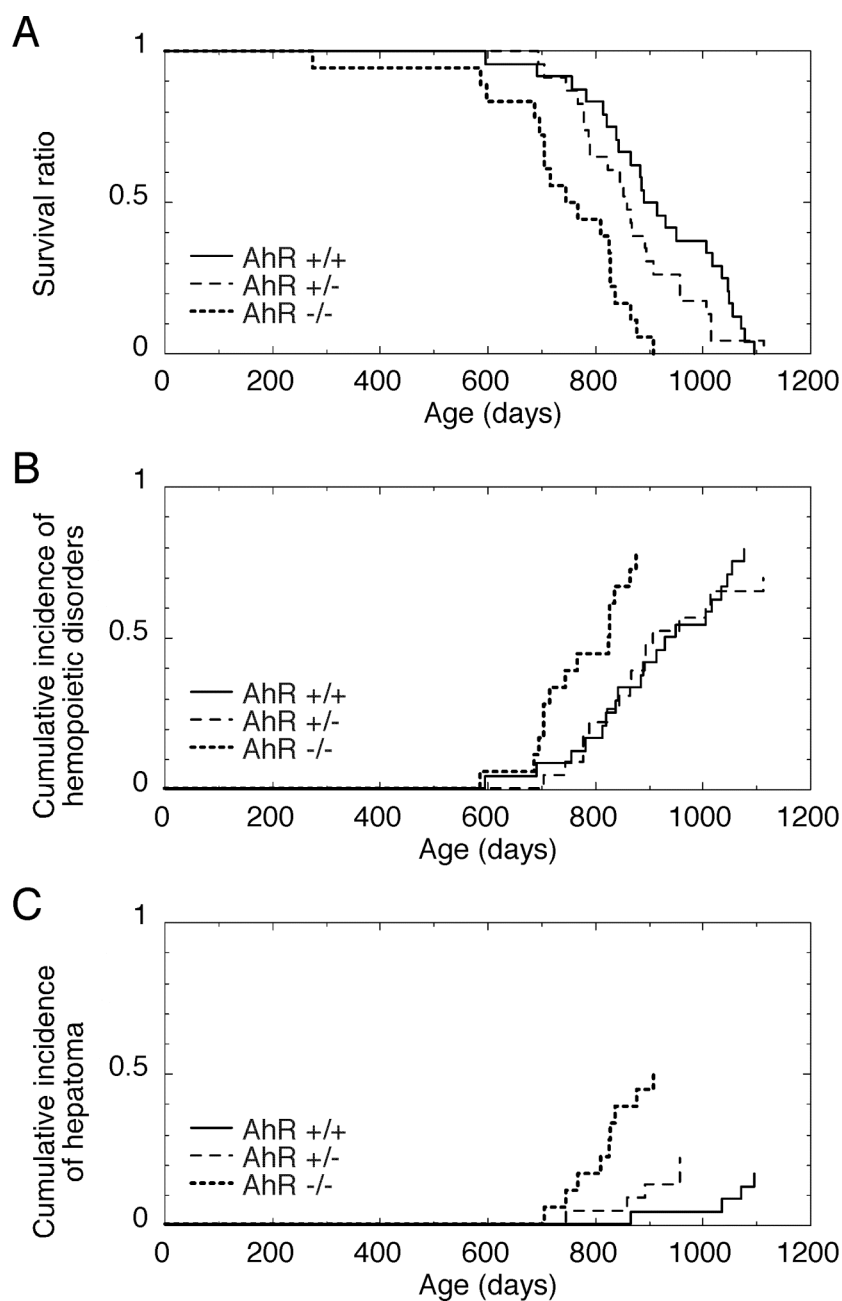 A
1
0.5
0
Survival ratio
AhR +/+
AhR +/-
AhR -/-
0 200 400 600 800 1000 1200
Age (days)
B
1
0.5
0
Cumulative incidence of
hemopoietic disorders
AhR +/+
AhR +/-
AhR -/-
0 200 400 600 800 1000 1200
Age (days)
C
1
0.5
0
Cumulative incidence
of hepatoma
AhR +/+
AhR +/-
AhR -/-
0 200 400 600 800 1000 1200
Age (days)